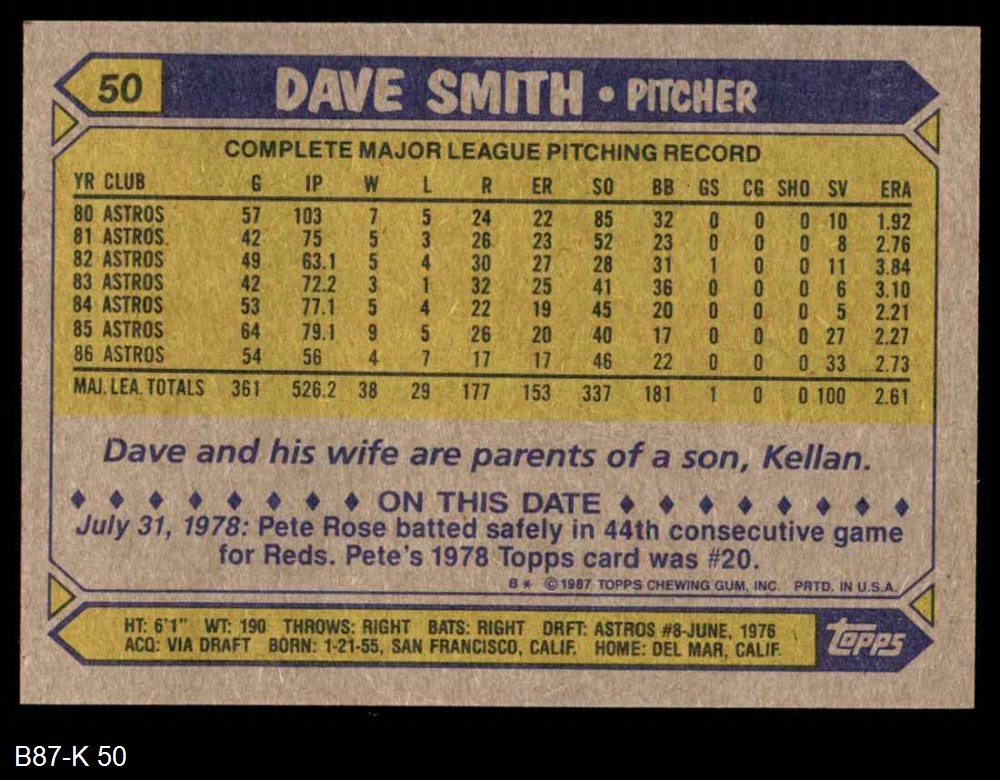 50 DAVE SMITH • PITCHER
COMPLETE MAJOR LEAGUE PITCHING RECORD
YR CLUB G IP W L R ER SO BB GS CG SHO SV ERA
80 ASTROS 57 103 7 5 24 22 85 32 0 0 0 10 1.92
81 ASTROS. 42 75 5 3 26 23 52 23 0 0 0 8 2.76
82 ASTROS 49 63.1 5 4 30 27 28 31 1 0 0 11 3.84
83 ASTROS 42 72.2 3 1 32 25 41 36 0 0 0 6 3.10
84 ASTROS 53 77.1 5 4 22 19 45 20 0 0 0 5 2.21
85 ASTROS 64 79.1 9 5 26 20 40 17 0 0 0 27 2.27
86 ASTROS 54 56 4 7 17 17 46 22 0 0 0 33 2.73
MAJ. LEA. TOTALS 361 526.2 38 29 177 153 337 181 1 0 0 100 2.61
Dave and his wife are parents of a son, Kellan.
ON THIS DATE
July 31, 1978: Pete Rose batted safely in 44th consecutive game
for Reds. Pete's 1978 Topps card was #20.
B* © 1987 TOPPS CHEWING GUM, INC. PRTD. IN U.S.A.
HT: 6'1" WT: 190 THROWS: RIGHT BATS: RIGHT DRFT: ASTROS #8-JUNE, 1976
ACQ: VIA DRAFT BORN: 1-21-55, SAN FRANCISCO, CALIF. HOME: DEL MAR, CALIF.
topps
B87-K 50